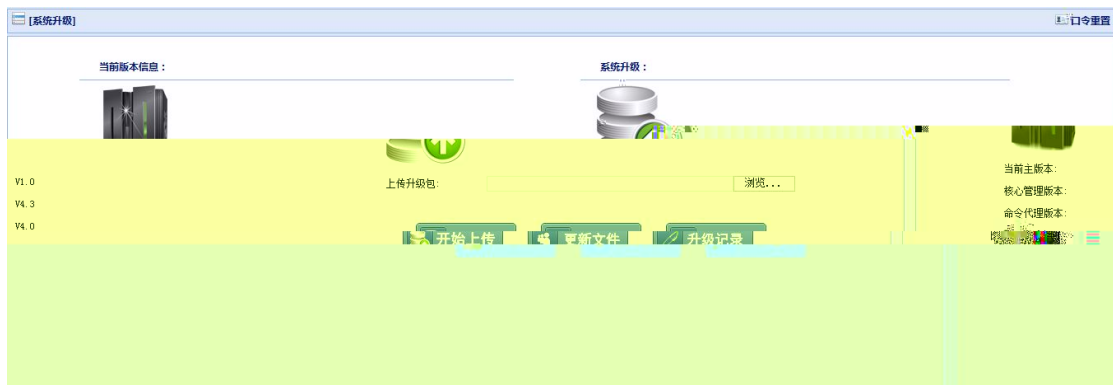 [系统升级] 口令重置
当前版本信息： 系统升级：
当前主版本:
V1.0 上传升级包: 浏览... 核心管理版本:
V4.3 命令代理版本:
V4.0
开始上传 更新文件 升级记录